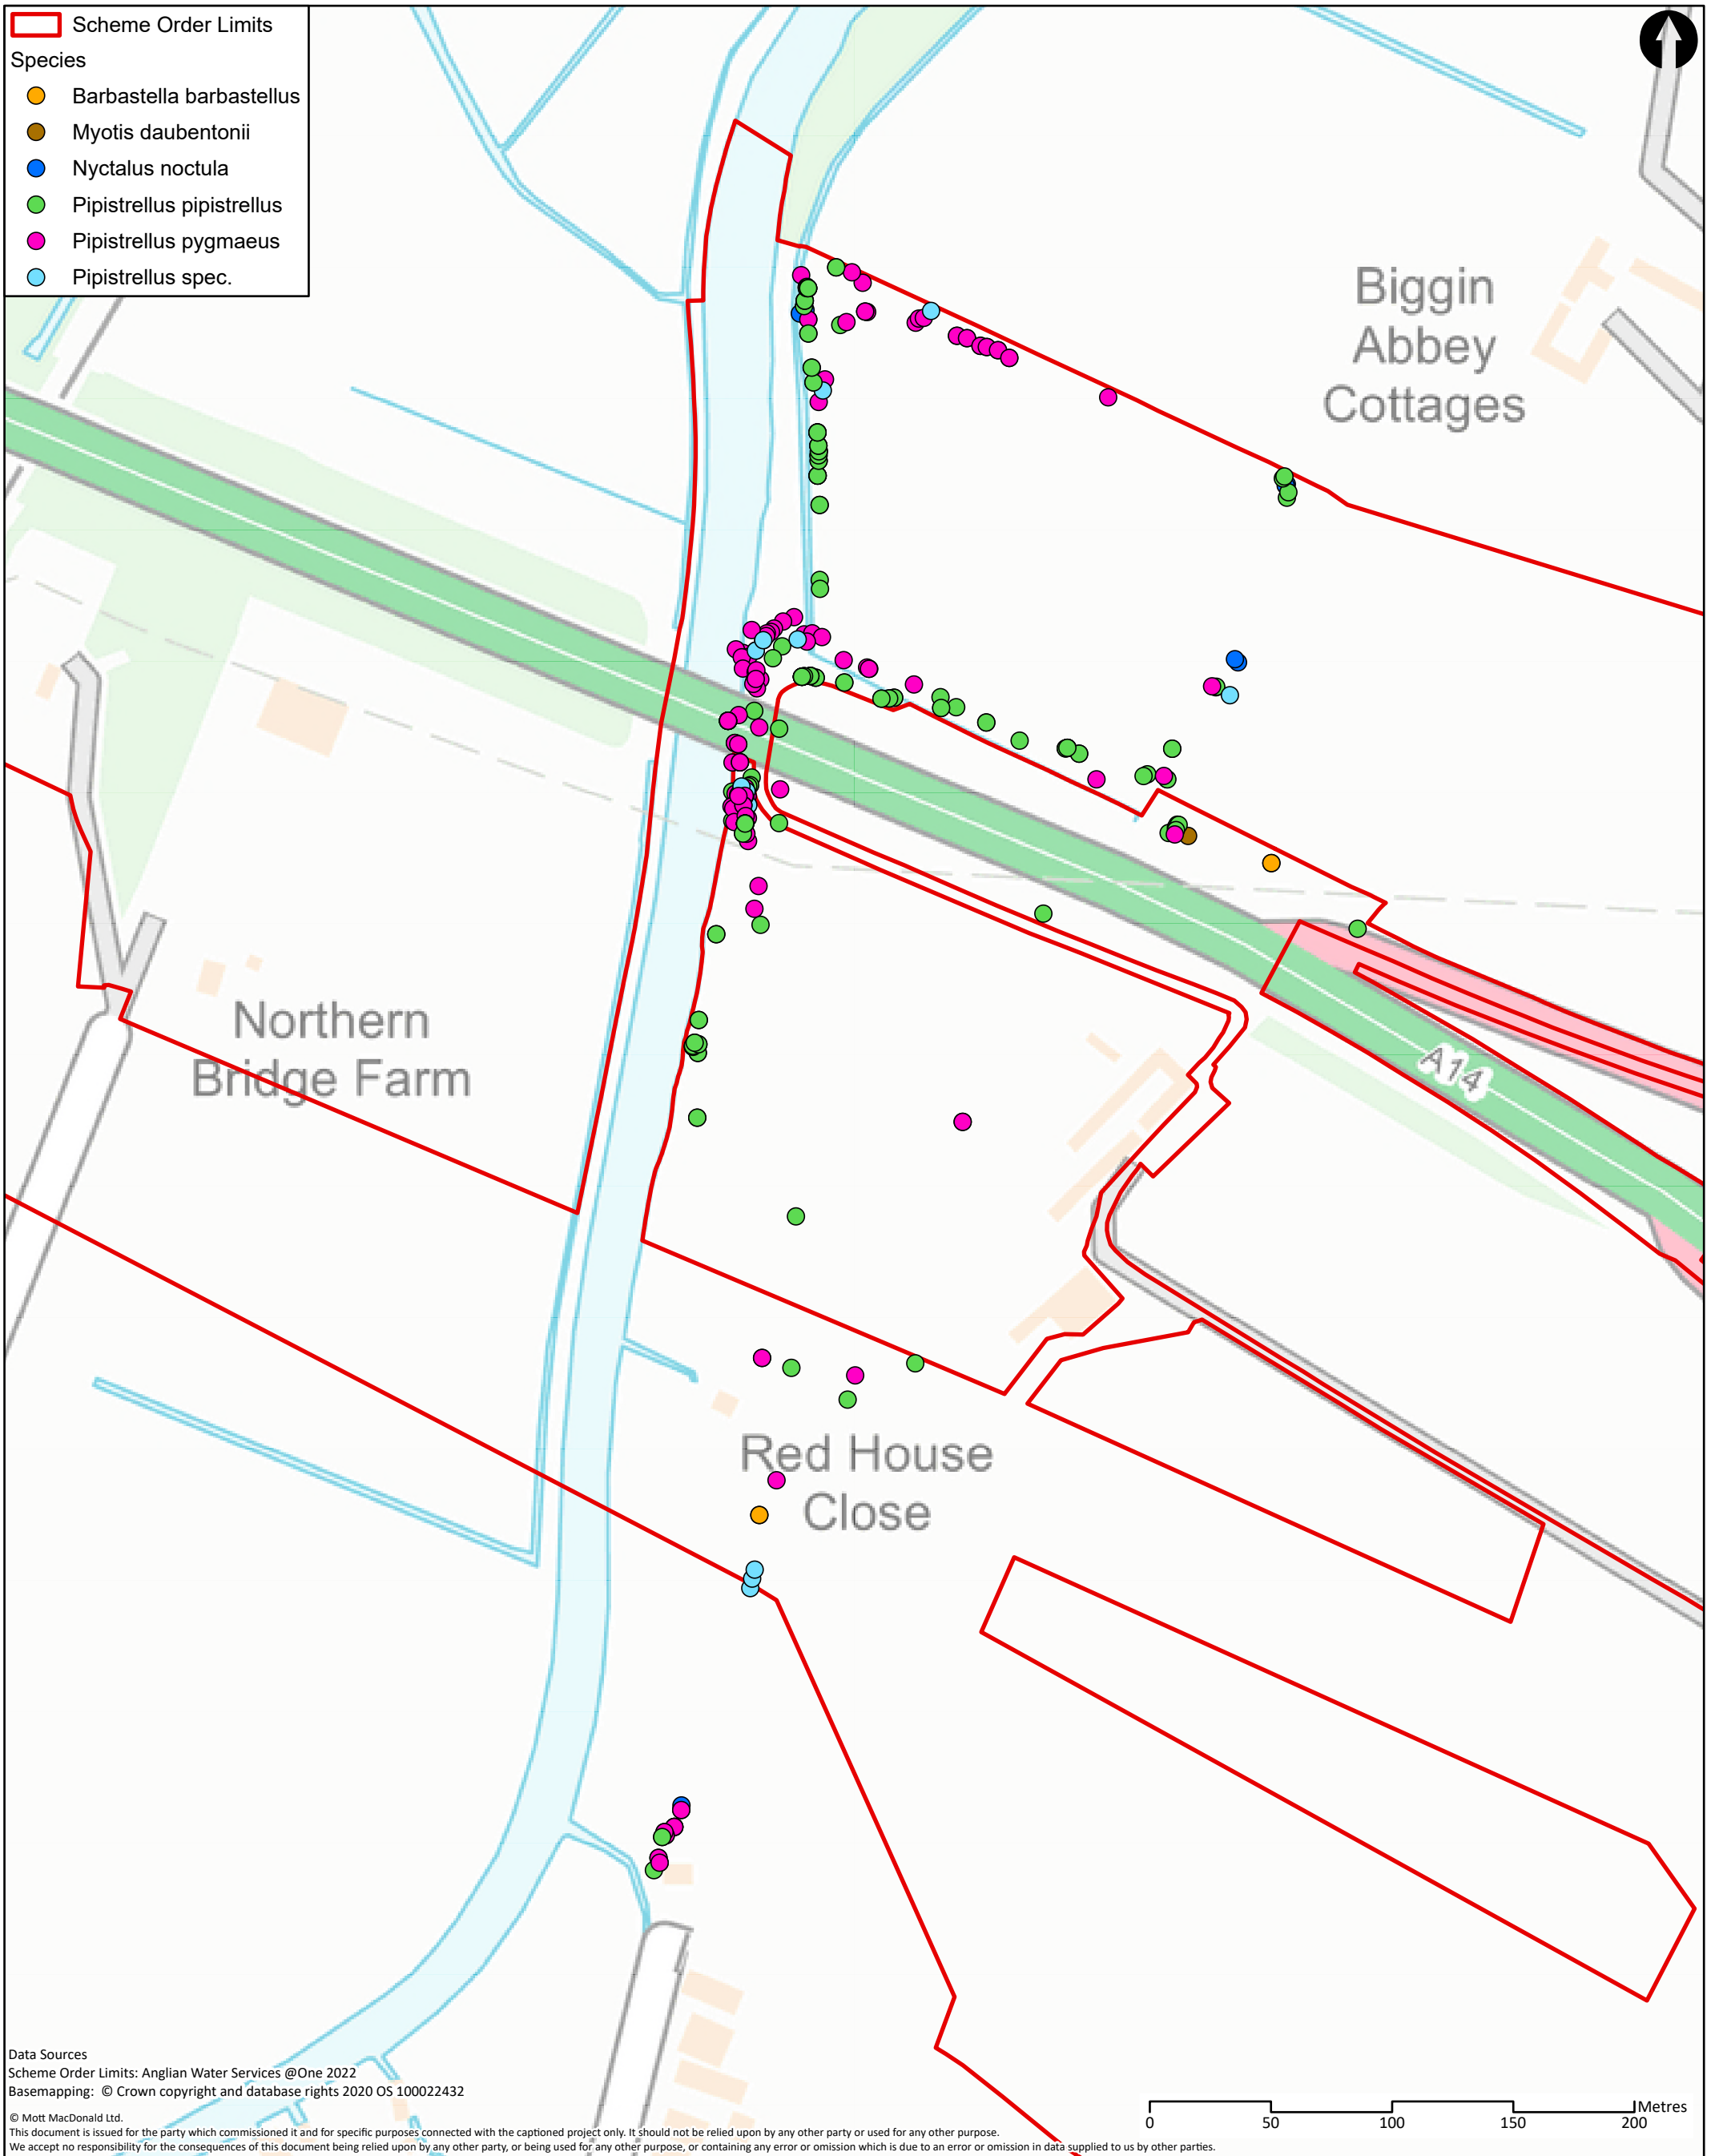 Scheme Order Limits
Species
Barbastella barbastellus
Myotis daubentonii
Nyctalus noctula
Pipistrellus pipistrellus
Pipistrellus pygmaeus
Pipistrellus spec.
Biggin
Abbey
Cottages
Northern
Bridge Farm
A14
Red House
Close
Data Sources
Scheme Order Limits: Anglian Water Services @One 2022
Basemapping: © Crown copyright and database rights 2020 OS 100022432
© Mott MacDonald Ltd.
This document is issued for the party which commissioned it and for specific purposes connected with the captioned project only. It should not be relied upon by any other party or used for any other purpose.
We accept no responsibility for the consequences of this document being relied upon by any other party, or being used for any other purpose, or containing any error or omission which is due to an error or omission in data supplied to us by other parties.
Metres
0 50 100 150 200